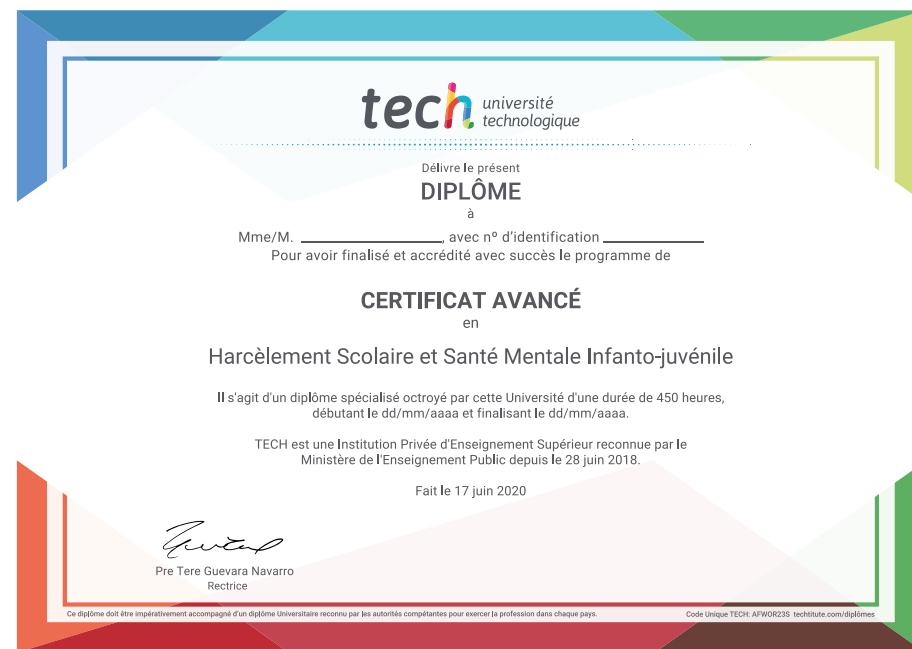 tech université
technologique
Délivre le présent
DIPLÔME
à
Mme/M. ____________________, avec nº d'identification ______________
Pour avoir finalisé et accrédité avec succès le programme de
CERTIFICAT AVANCÉ
en
Harcèlement Scolaire et Santé Mentale Infanto-juvénile
Il s'agit d'un diplôme spécialisé octroyé par cette Université d'une durée de 450 heures,
débutant le dd/mm/aaaa et finalisant le dd/mm/aaaa.
TECH est une Institution Privée d'Enseignement Supérieur reconnue par le
Ministère de l'Enseignement Public depuis le 28 juin 2018.
Fait le 17 juin 2020
Pre Tere Guevara Navarro
Rectrice
Ce diplôme doit être impérativement accompagné d'un diplôme Universitaire reconnu par les autorités compétentes pour exercer la profession dans chaque pays.
Code Unique TECH: AFWOR23S techtitute.com/diplômes